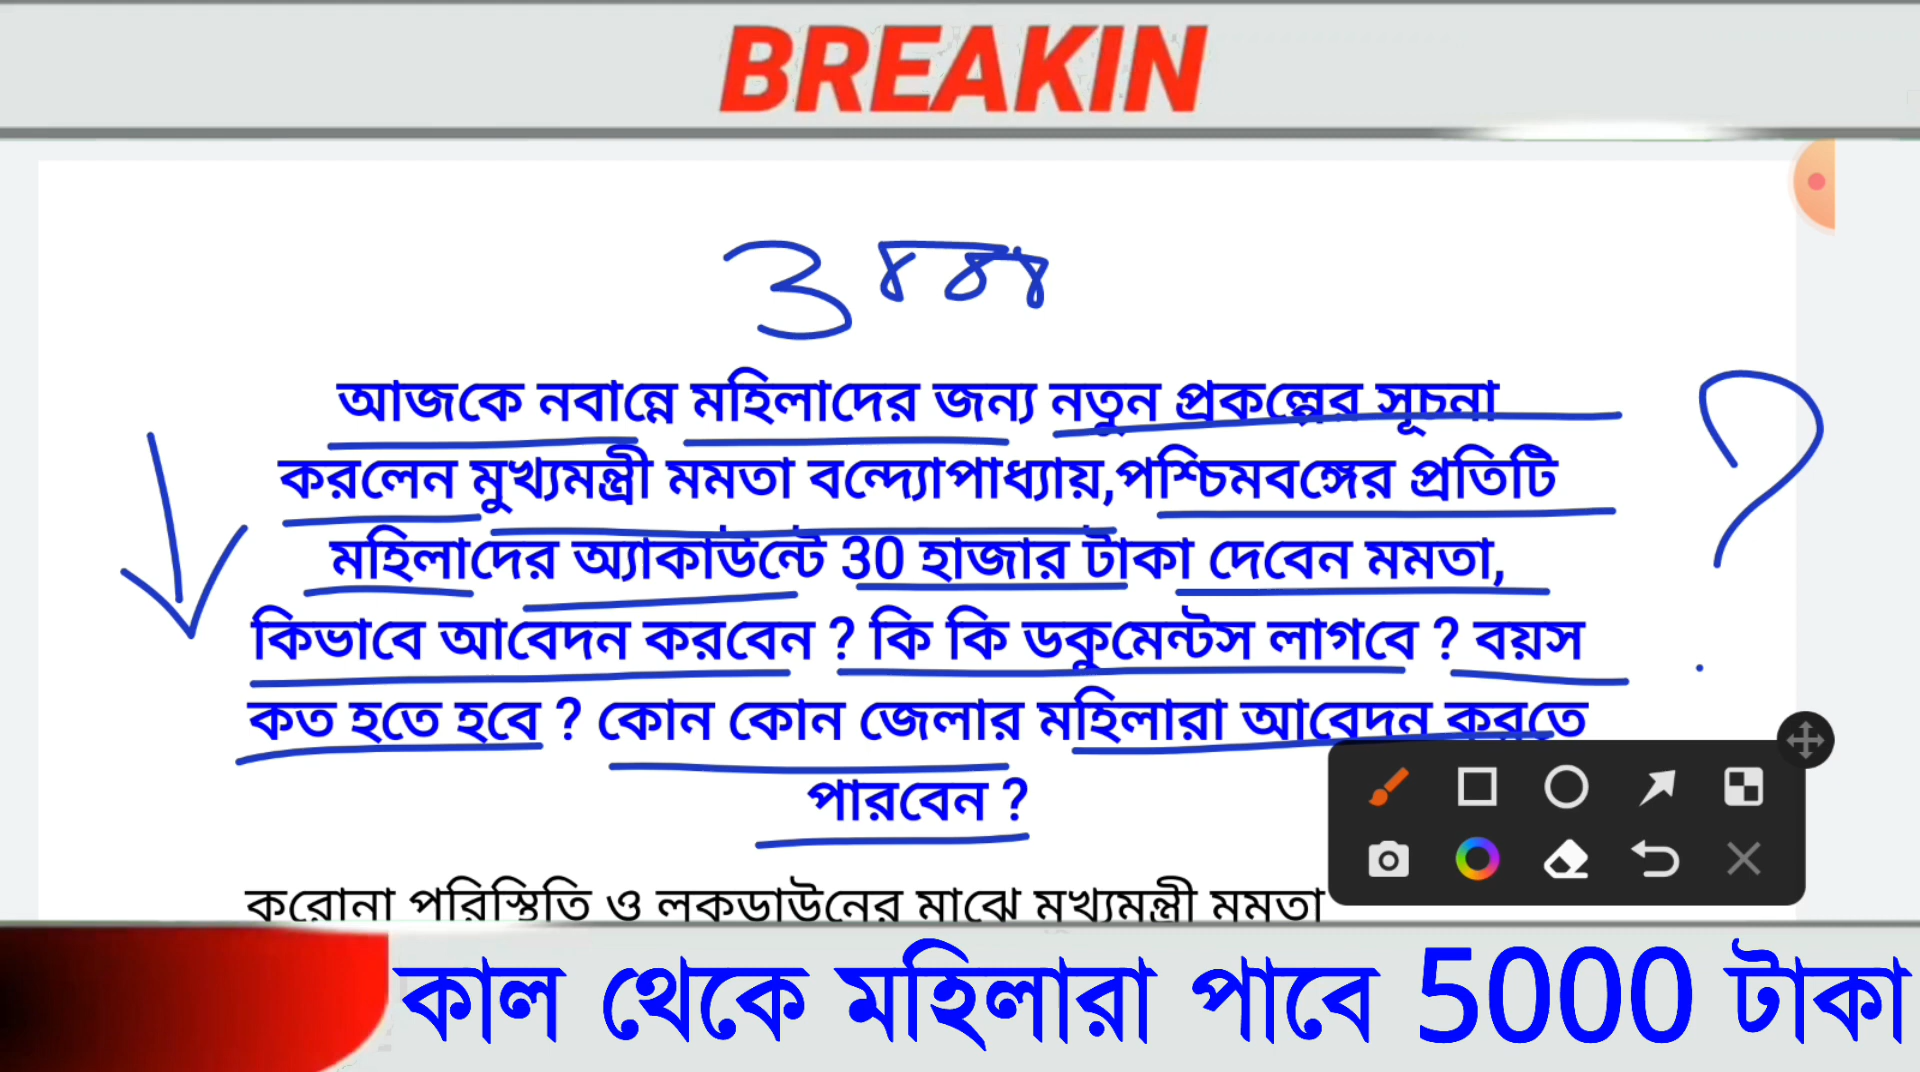 BREAKIN
আজকে নবান্নে মহিলাদের জন্য নতুন প্রকল্পের সূচনা
করলেন মুখ্যমন্ত্রী মমতা বন্দ্যোপাধ্যায়,পশ্চিমবঙ্গের প্রতিটি
মহিলাদের অ্যাকাউন্টে 30 হাজার টাকা দেবেন মমতা,
কিভাবে আবেদন করবেন ? কি কি ডকুমেন্টস লাগবে ? বয়স
কত হতে হবে ? কোন কোন জেলার মহিলারা আবেদন করতে
পারবেন ?
করোনা পরিস্থিতি ও লকডাউনের মাঝে মুখ্যমন্ত্রী মমতা
কাল থেকে মহিলারা পাবে 5000 টাকা